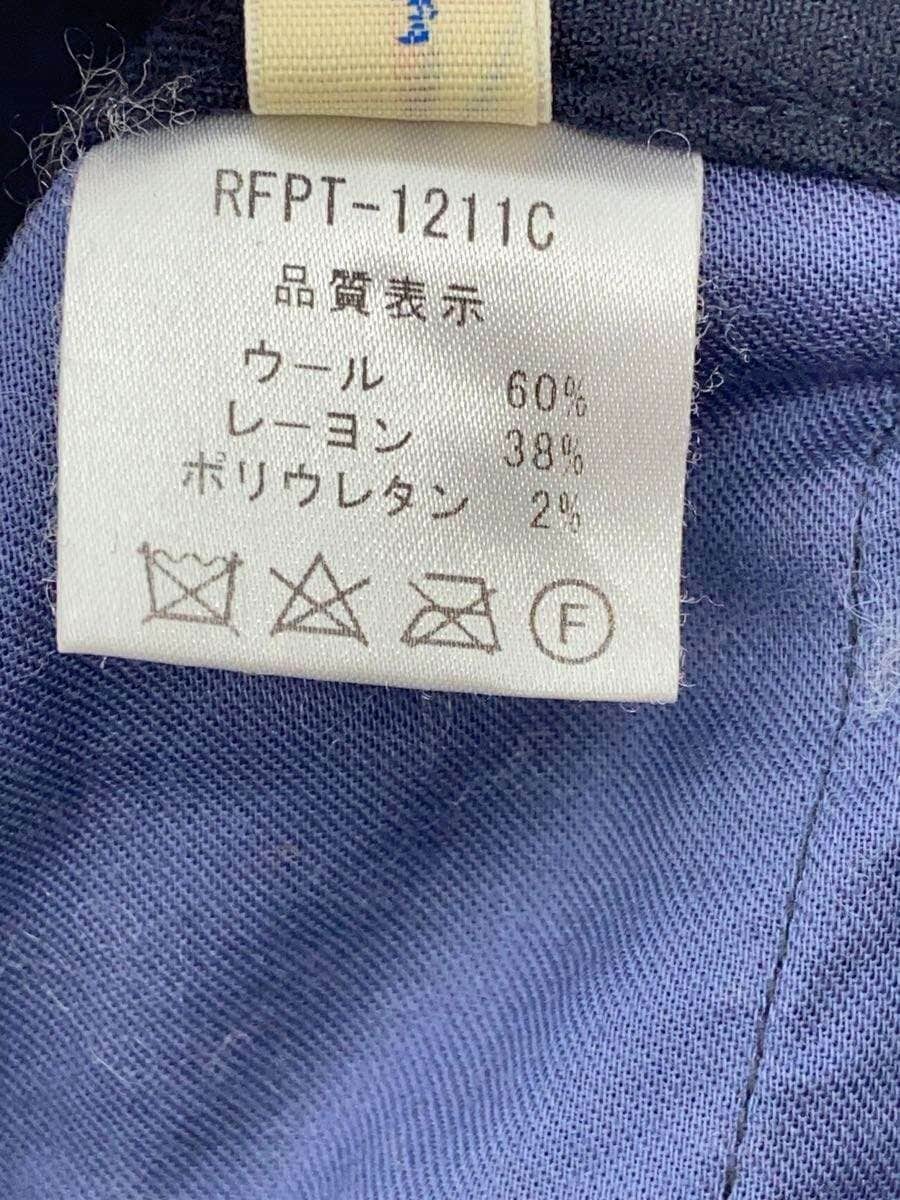 RFPT-1211C
品質表示
ウール 60%
レーヨン 38%
ポリウレタン 2%
F